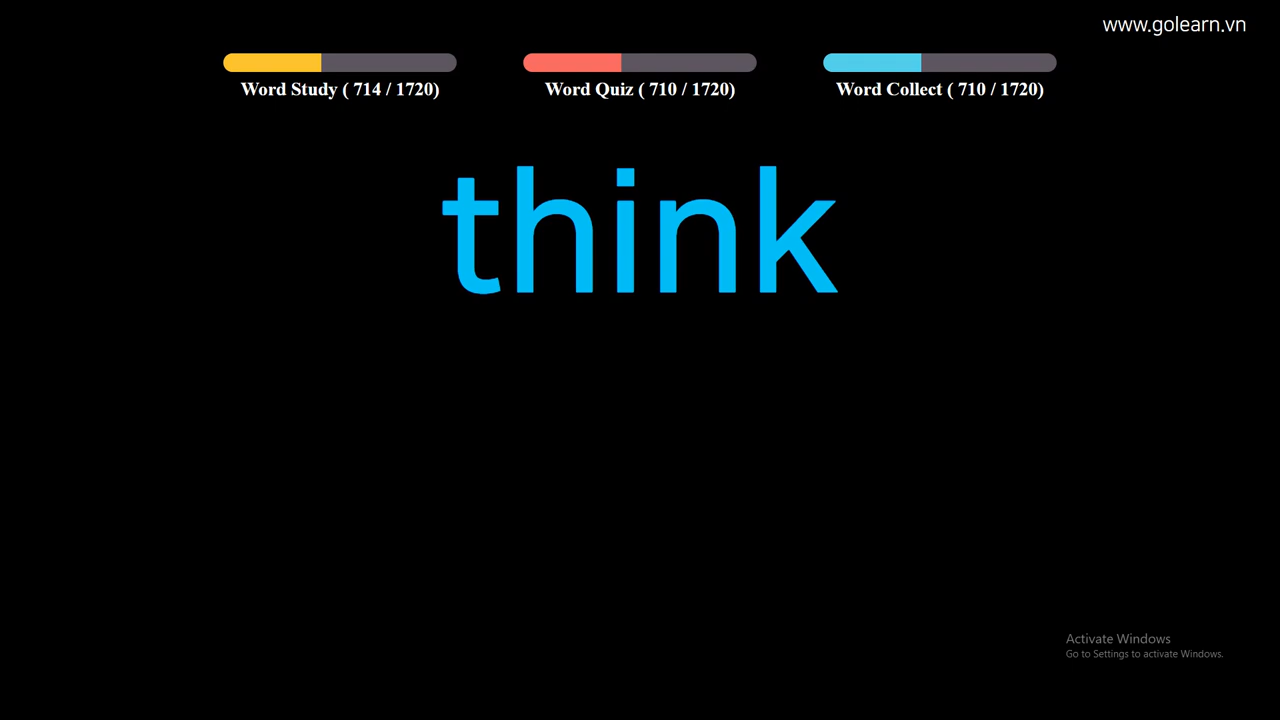 www.golearn.vn
Word Study ( 714 / 1720)
Word Quiz ( 710 / 1720)
Word Collect ( 710 / 1720)
think
Activate Windows
Go to Settings to activate Windows.